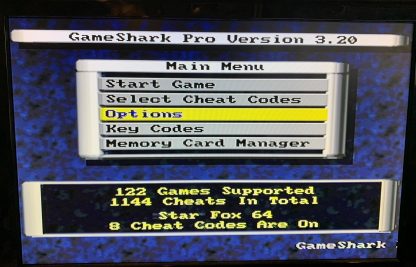 GameShark Pro Version 3.20
Main Menu
Start Game
Select Cheat Codes
Options
Key Codes
Memory Card Manager
122 Games Supported
1144 Cheats In Total
Star Fox 64
8 Cheat Codes Are On
GameShark